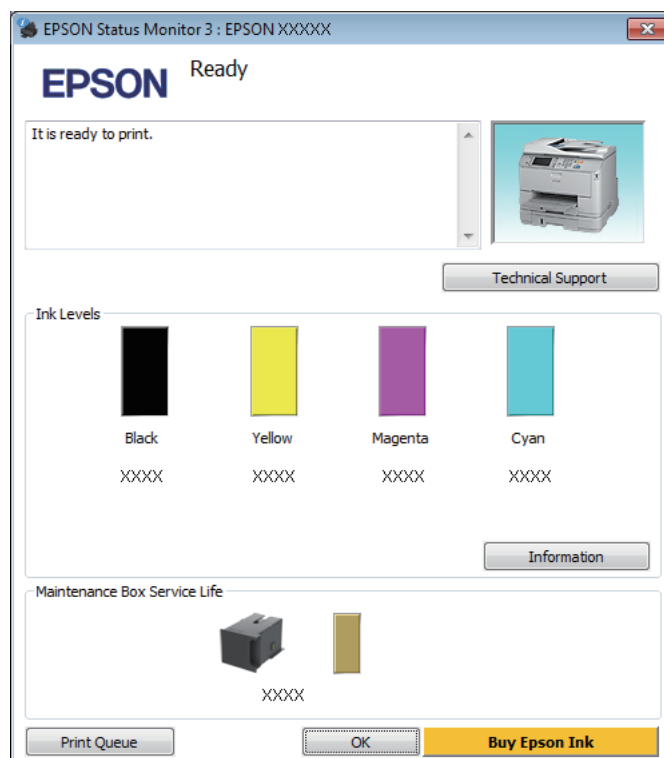 EPSON Status Monitor 3 : EPSON XXXXX
EPSON
Ready
It is ready to print.
Technical Support
Ink Levels
Black Yellow Magenta Cyan
XXXX XXXX XXXX XXXX
Information
Maintenance Box Service Life
XXXX
Print Queue OK Buy Epson Ink